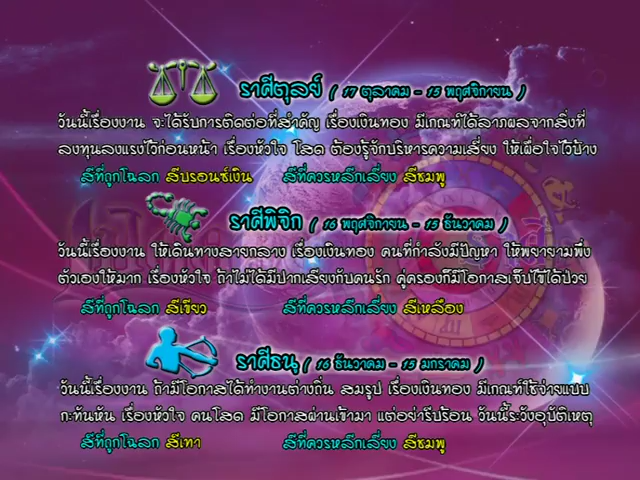 ราศีตุลย์ ( 17 ตุลาคม - 15 พฤศจิกายน )
วันนี้เรื่องงาน จะได้รับการติดต่อที่สำคัญ เรื่องเงินทอง มีเกณฑ์ได้ลาภผลจากสิ่งที่
ลงทุนลงแรงไว้ก่อนหน้า เรื่องหัวใจ โสด ต้องรู้จักบริหารความเสี่ยง ให้เผื่อใจไว้บ้าง
สีที่ถูกโฉลก สีบรอนซ์เงิน สีที่ควรหลีกเลี่ยง สีชมพู
ราศีพิจิก ( 16 พฤศจิกายน - 15 ธันวาคม )
วันนี้เรื่องงาน ให้เดินทางสายกลาง เรื่องเงินทอง คนที่กำลังมีปัญหา ให้พยายามพึ่ง
ตัวเองให้มาก เรื่องหัวใจ ถ้าไม่ได้มีปากเสียงกับคนรัก คู่ครองก็มีโอกาสเจ็บไข้ได้ป่วย
สีที่ถูกโฉลก สีเขียว สีที่ควรหลีกเลี่ยง สีเหลือง
ราศีธนู ( 16 ธันวาคม - 15 มกราคม )
วันนี้เรื่องงาน ถ้ามีโอกาสได้ทำงานต่างถิ่น สมรูป เรื่องเงินทอง มีเกณฑ์ใช้จ่ายแบบ
กะทันหัน เรื่องหัวใจ คนโสด มีโอกาสผ่านเข้ามา แต่อย่ารีบร้อน วันนี้ระวังอุบัติเหตุ
สีที่ถูกโฉลก สีเทา สีที่ควรหลีกเลี่ยง สีชมพู